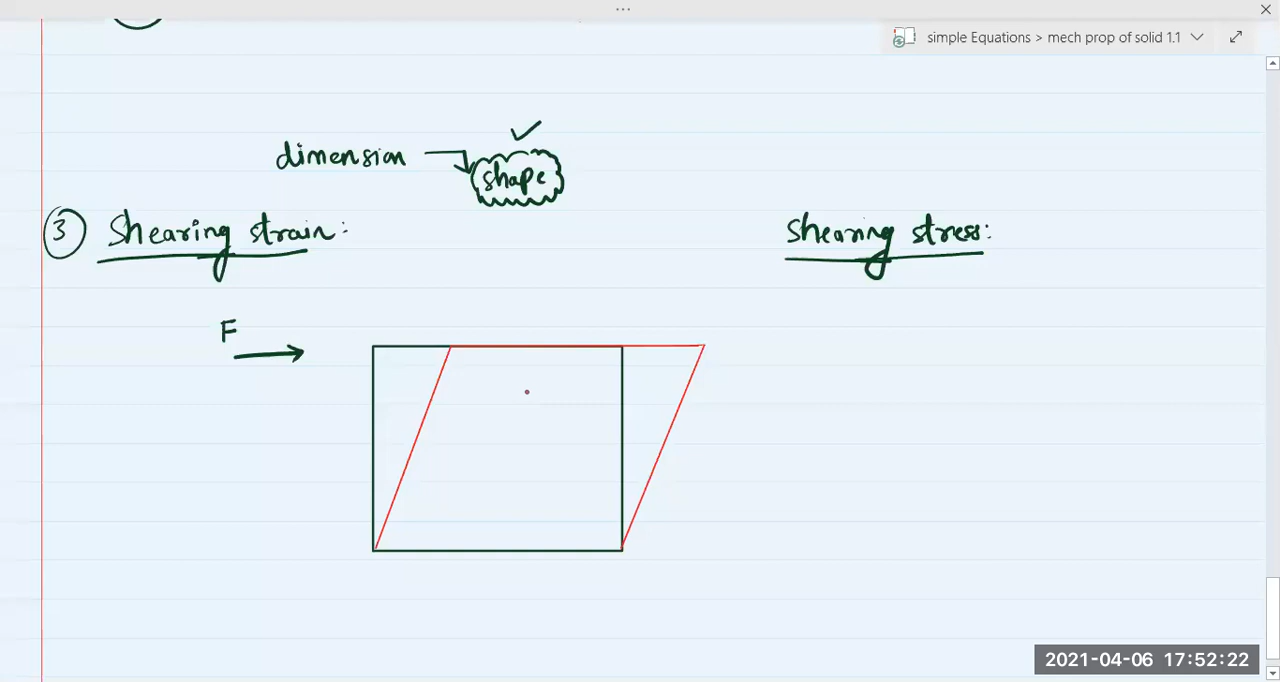 ...
simple Equations > mech prop of solid 1.1
dimension
shape
3 Shearing strain:
Shearing stress:
F
2021-04-06 17:52:22